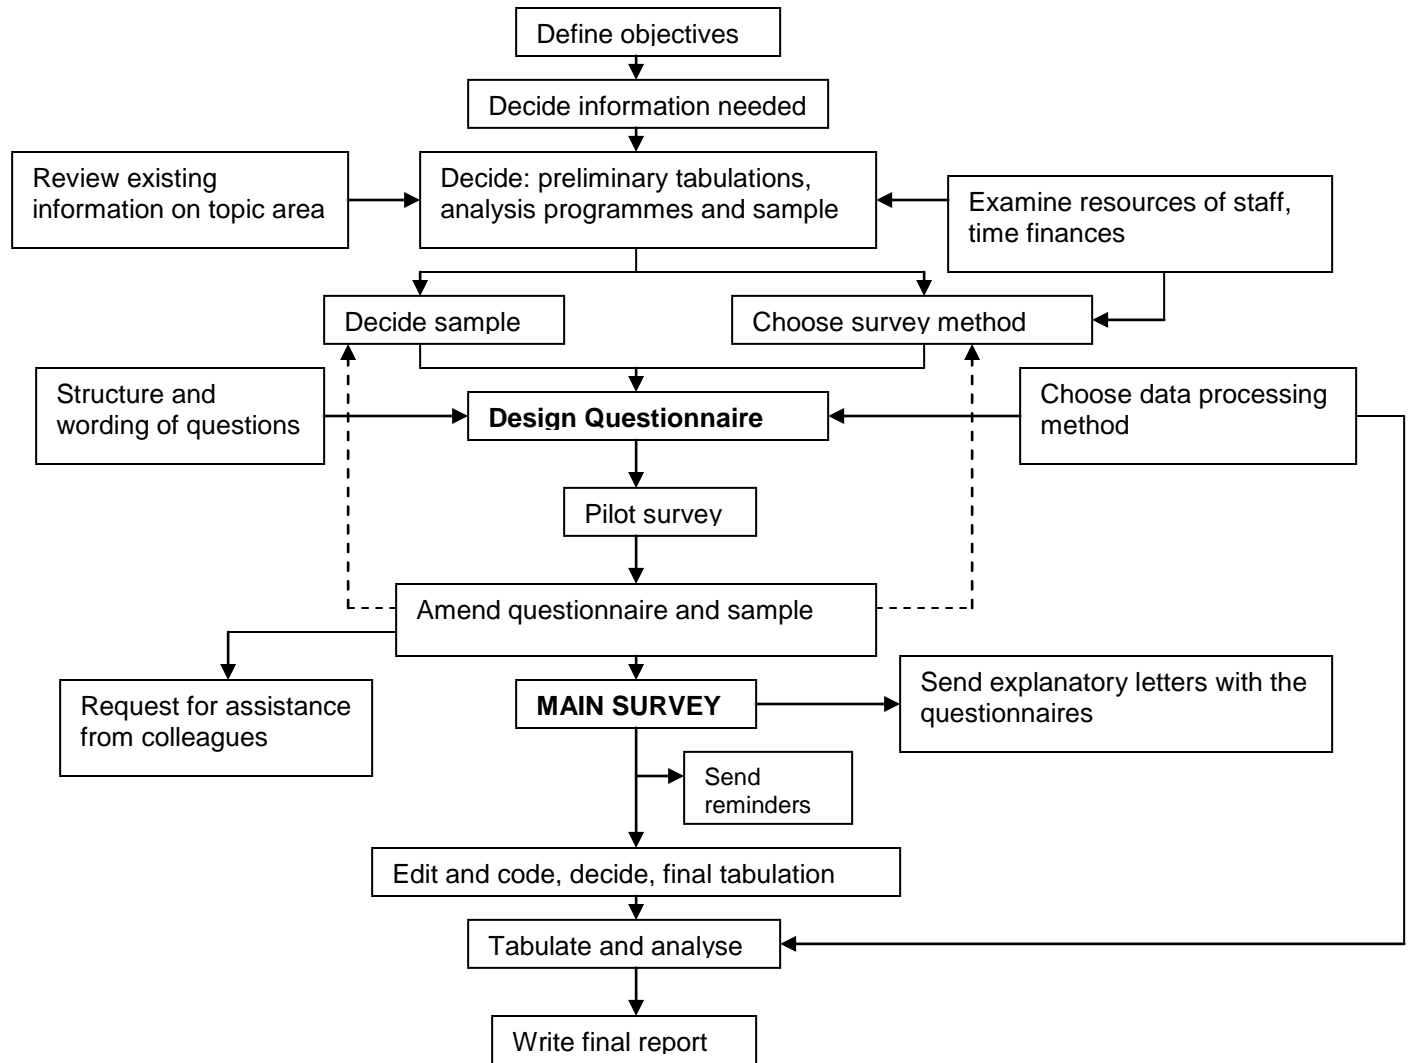 Define objectives
Decide information needed
Review existing
information on topic area
Decide: preliminary tabulations,
analysis programmes and sample
Examine resources of staff,
time finances
Decide sample
Choose survey method
Structure and
wording of questions
Design Questionnaire
Choose data processing
method
Pilot survey
Amend questionnaire and sample
Request for assistance
from colleagues
MAIN SURVEY
Send explanatory letters with the
questionnaires
Send
reminders
Edit and code, decide, final tabulation
Tabulate and analyse
Write final report